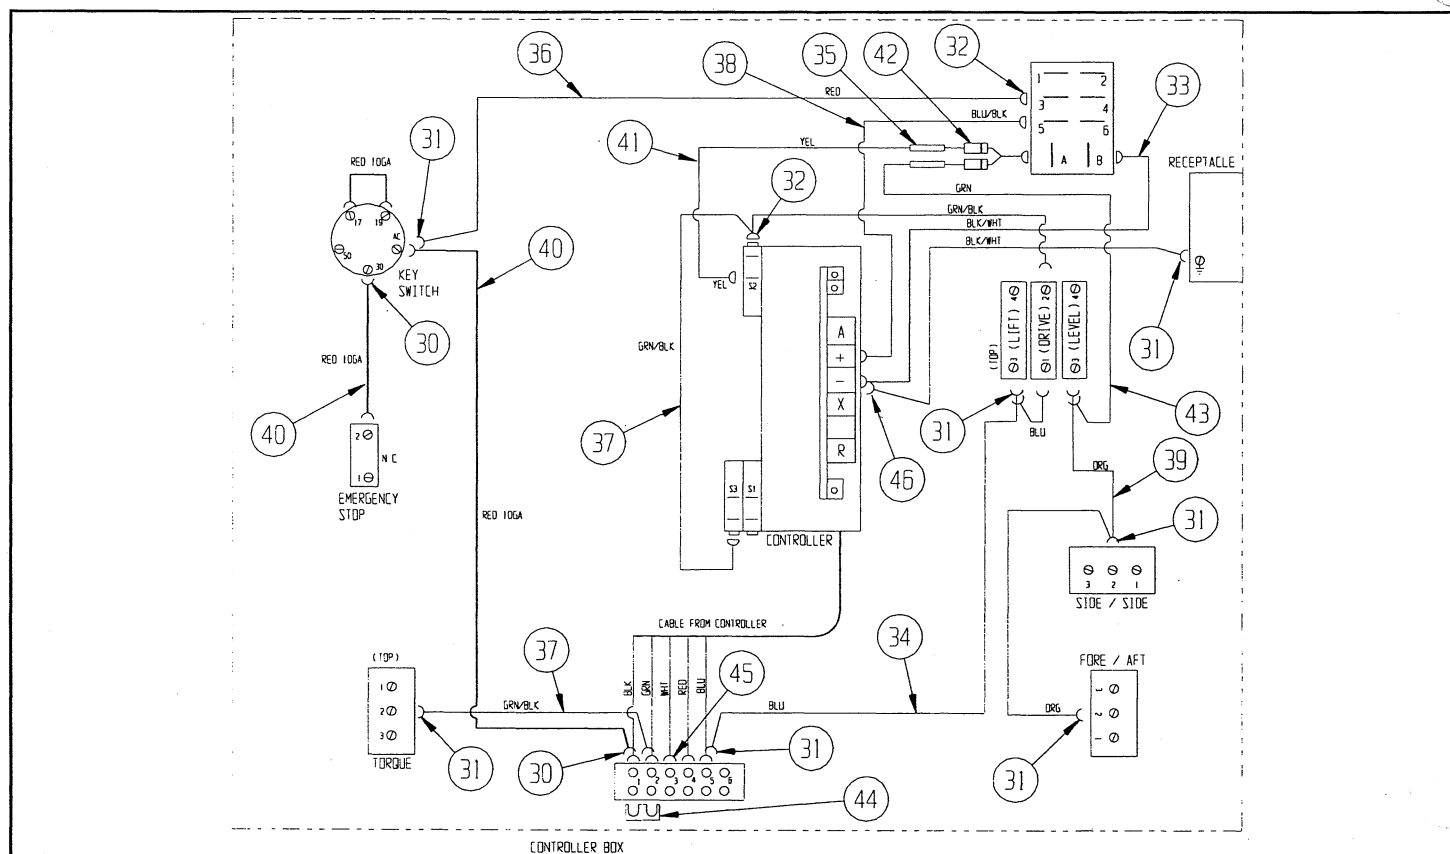 36
38
35
42
32
33
31
41
RED
1 2
3 4
5 6
A B
BLU/BLK
YEL
RED 10GA
RECEPTACLE
GRN
32
GRN/BLK
BLK/WHT
BLK/WHT
17 19
AC
50
30
KEY
SWITCH
40
30
YEL
S2
31
GRN/BLK
RED 10GA
A
+
-
X
R
(TOP)
3 (LIFT) 4
1 (DRIVE) 2
3 (LEVEL) 4
40
37
46
31
BLU
43
2
1
N C
EMERGENCY
STOP
RED 10GA
S3 S1
CONTROLLER
ORG
39
31
3 2 1
SIDE / SIDE
CABLE FROM CONTROLLER
37
34
45
FORE / AFT
(TOP)
1
2
3
TORQUE
31
GRN/BLK
BLK
GRN
WHT
RED
BLU
BLU
ORG
3
2
1
31
30
31
1 2 3 4 5 6
44
CONTROLLER BOX